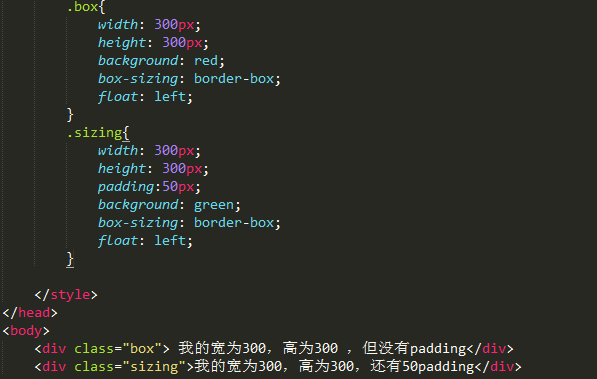 .box{
width: 300px;
height: 300px;
background: red;
box-sizing: border-box;
float: left;
}
.sizing{
width: 300px;
height: 300px;
padding:50px;
background: green;
box-sizing: border-box;
float: left;
}
</style>
</head>
<body>
<div class="box"> 我的宽为300，高为300 ，但没有padding</div>
<div class="sizing">我的宽为300，高为300，还有50padding</div>